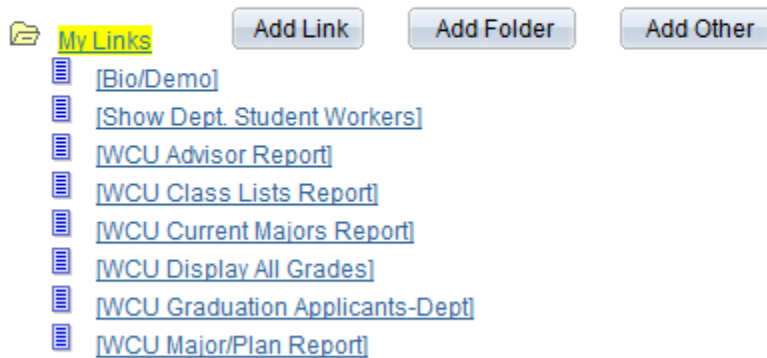 My Links Add Link Add Folder Add Other
[Bio/Demo]
[Show Dept. Student Workers]
[WCU Advisor Report]
[WCU Class Lists Report]
[WCU Current Majors Report]
[WCU Display All Grades]
[WCU Graduation Applicants-Dept]
[WCU Major/Plan Report]